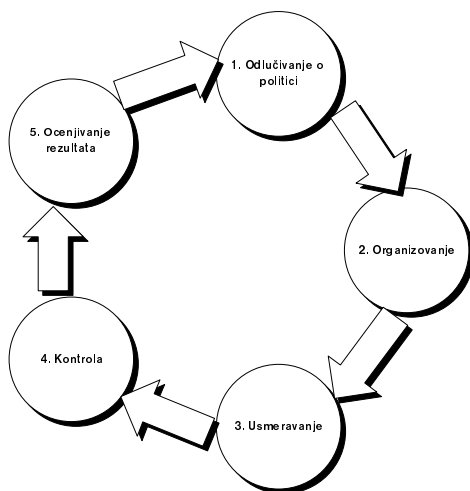 1. Odlučivanje o
politici
2. Organizovanje
3. Usmeravanje
4. Kontrola
5. Ocenjivanje
rezultata